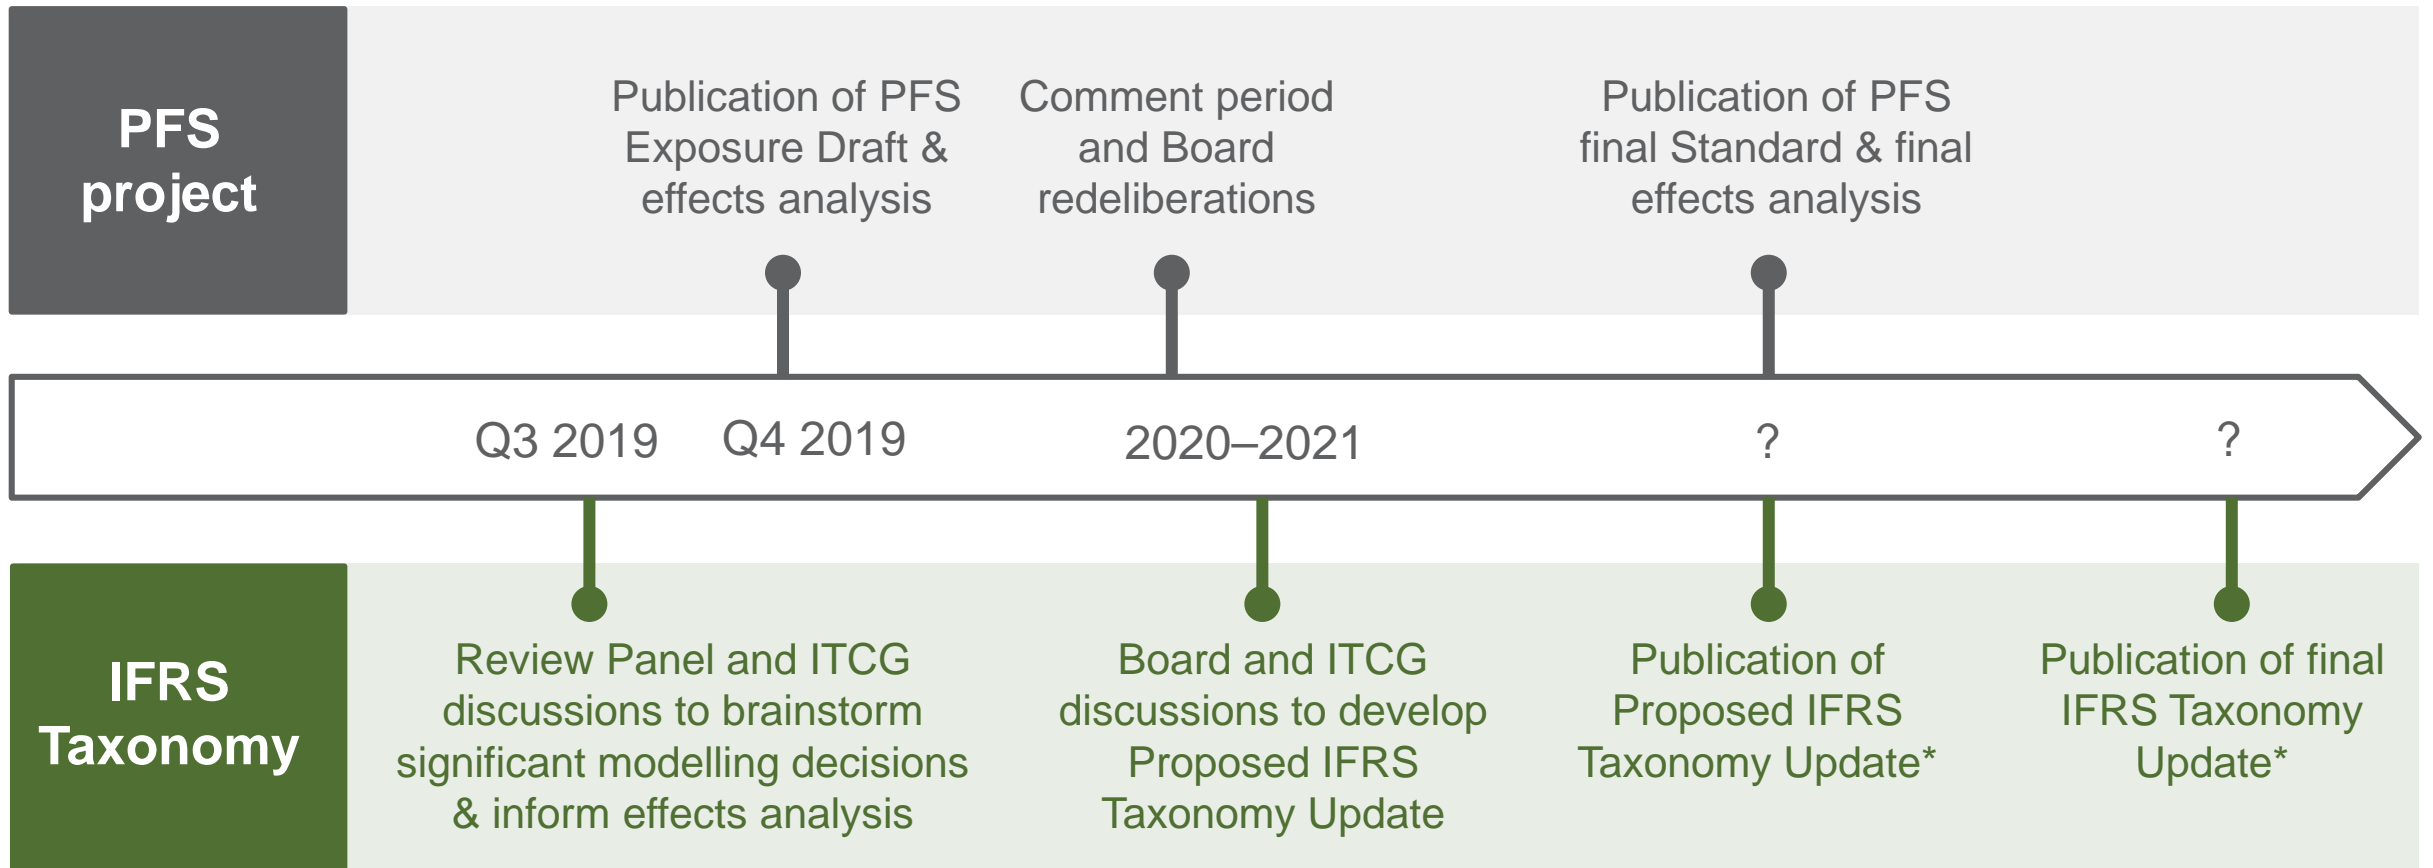 PFS
project
Publication of PFS
Exposure Draft &
effects analysis
Comment period
and Board
redeliberations
Publication of PFS
final Standard & final
effects analysis
Q3 2019
Q4 2019
2020–2021
?
?
IFRS
Taxonomy
Review Panel and ITCG
discussions to brainstorm
significant modelling decisions
& inform effects analysis
Board and ITCG
discussions to develop
Proposed IFRS
Taxonomy Update
Publication of
Proposed IFRS
Taxonomy Update*
Publication of final
IFRS Taxonomy
Update*